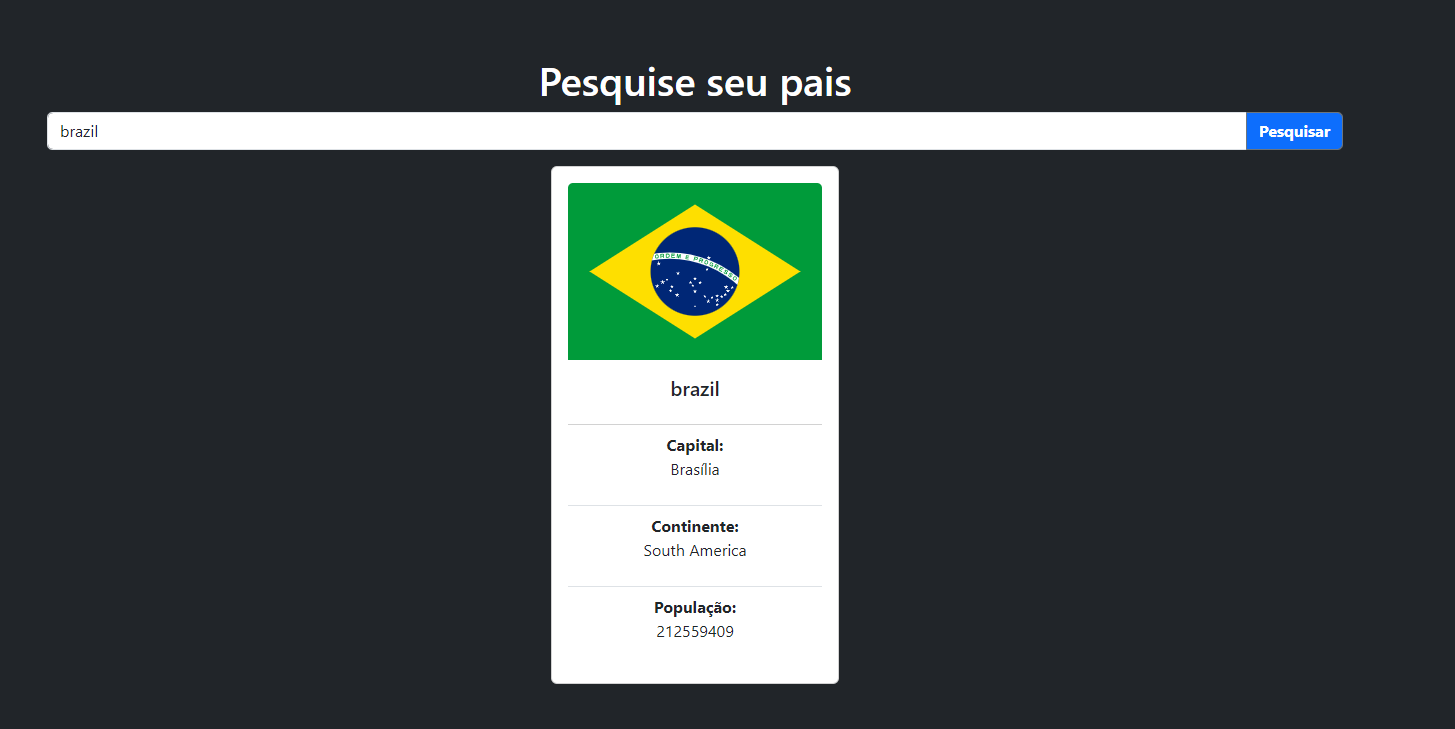 Pesquise seu pais
brazil
Pesquisar
ORDEM E PROGRESSO
brazil
Capital:
Brasília
Continente:
South America
População:
212559409